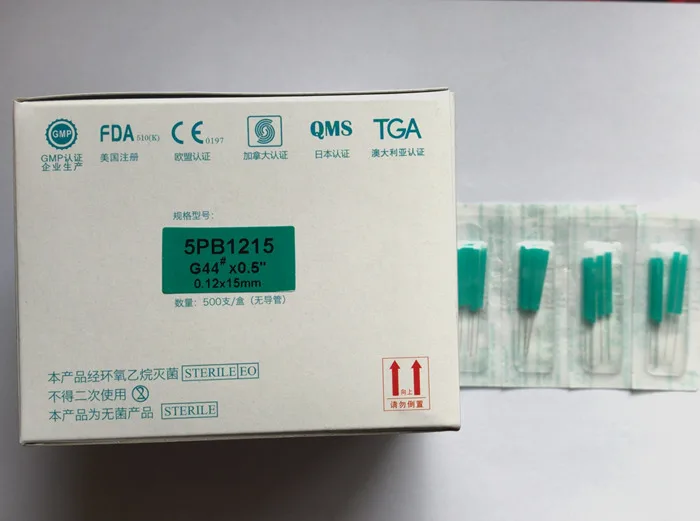 GMP
FDA 510(K)
CE 0197
QMS
TGA
GMP认证
企业生产
美国注册
欧盟认证
加拿大认证
日本认证
澳大利亚认证
规格型号:
5PB1215
G44# x0.5"
0.12x15mm
数量: 500支/盒 (无导管)
本产品经环氧乙烷灭菌 STERILE EO
不得二次使用 2
本产品为无菌产品 STERILE
向上
请勿倒置